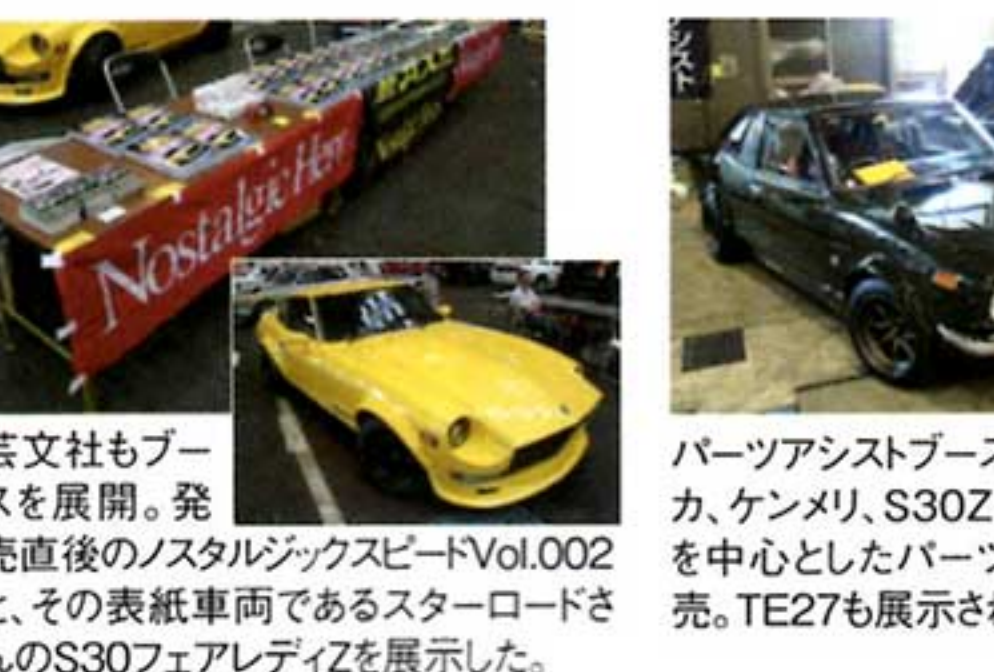 Nostalgic Hero
シスト
芸文社もブー
スを展開。発
売直後のノスタルジックスピードVol.002
と、その表紙車両であるスターロードさ
んのS30フェアレディZを展示した。
パーツアシストブース
カ、ケンメリ、S30Z
を中心としたパーツ
売。TE27も展示され